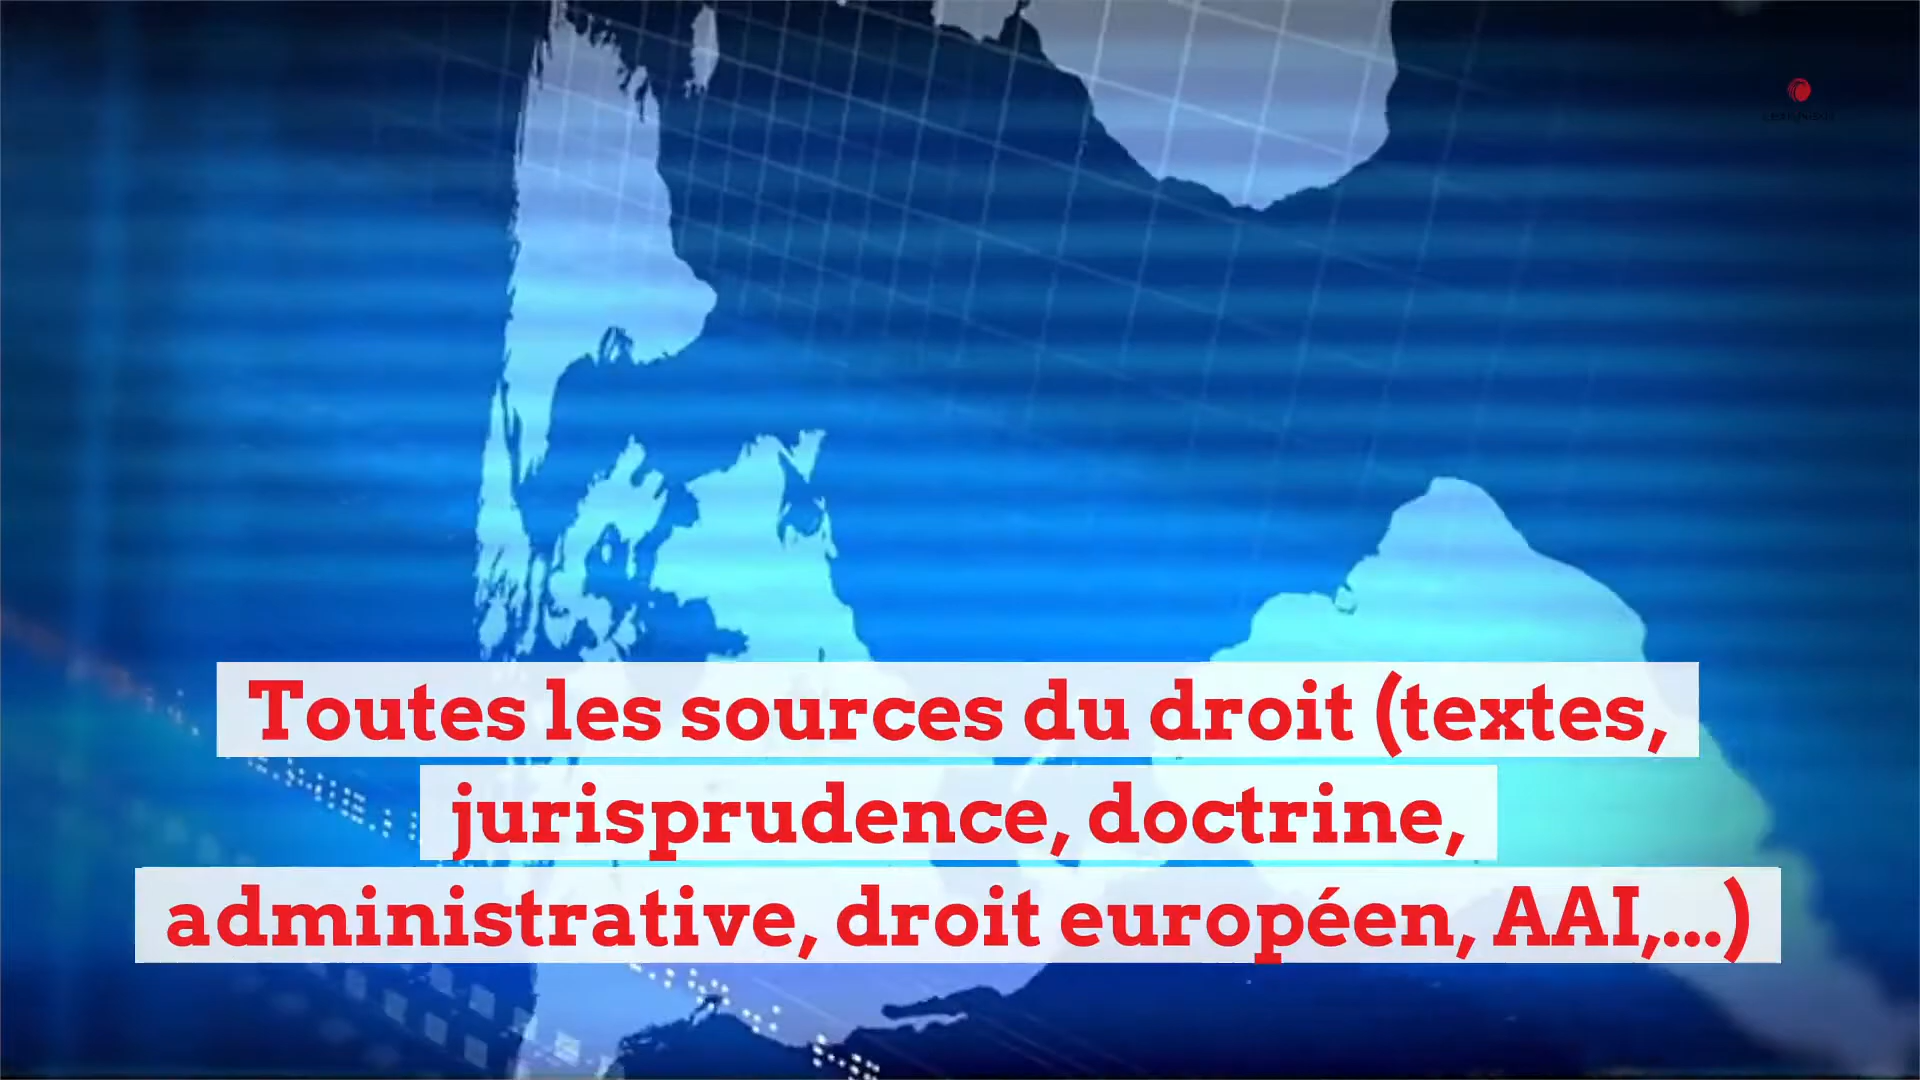 Toutes les sources du droit (textes,
jurisprudence, doctrine,
administrative, droit européen, AAI,...)